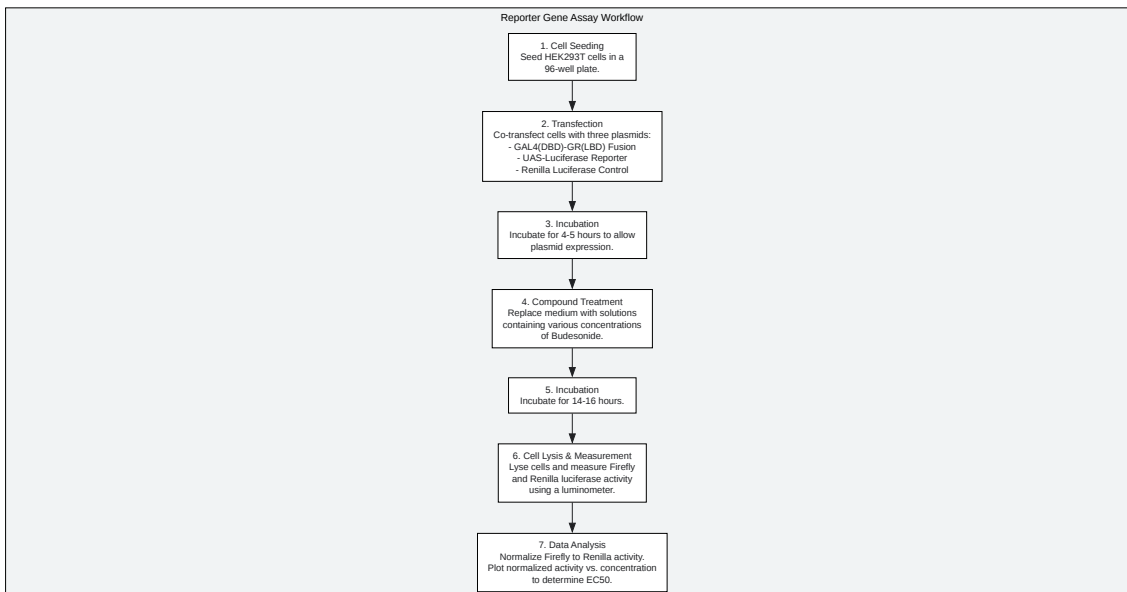 Reporter Gene Assay Workflow
1. Cell Seeding
Seed HEK293T cells in a
96-well plate.
2. Transfection
Co-transfect cells with three plasmids:
- GAL4(DBD)-GR(LBD) Fusion
- UAS-Luciferase Reporter
- Renilla Luciferase Control
3. Incubation
Incubate for 4-5 hours to allow
plasmid expression.
4. Compound Treatment
Replace medium with solutions
containing various concentrations
of Budesonide.
5. Incubation
Incubate for 14-16 hours.
6. Cell Lysis & Measurement
Lyse cells and measure Firefly
and Renilla luciferase activity
using a luminometer.
7. Data Analysis
Normalize Firefly to Renilla activity.
Plot normalized activity vs. concentration
to determine EC50.